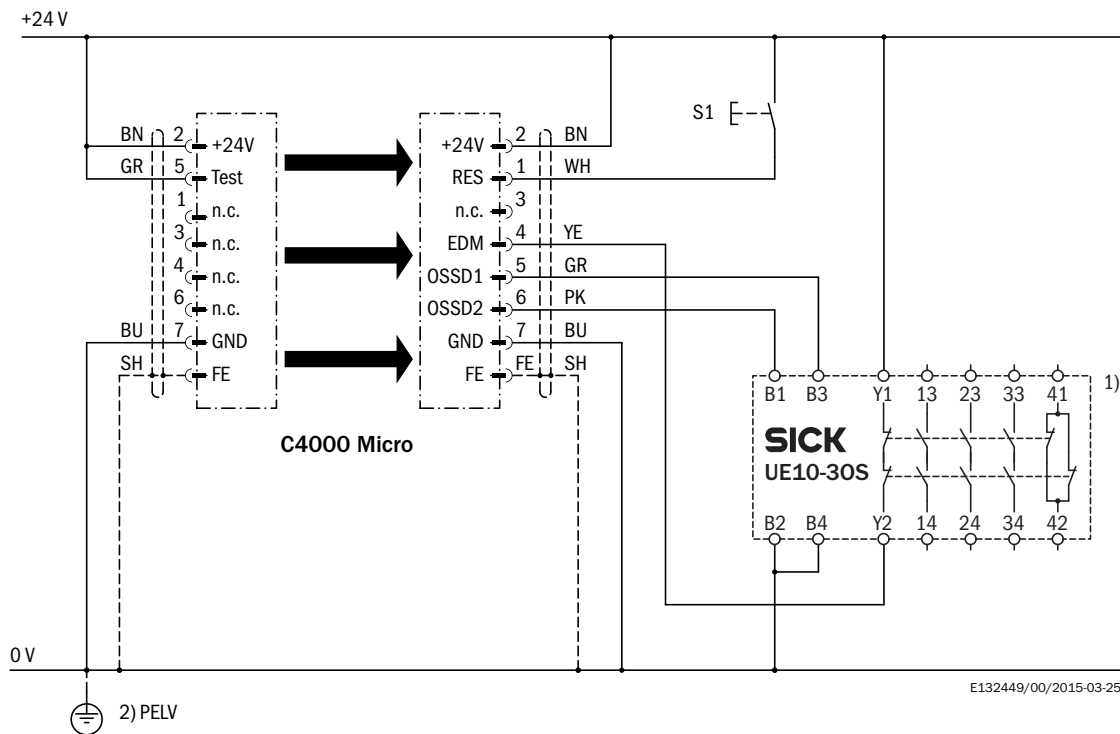 +24 V
S1
BN 2 +24V
GR 5 Test
1 n.c.
3 n.c.
4 n.c.
6 n.c.
BU 7 GND
SH FE
+24V 2 BN
RES 1 WH
n.c. 3
EDM 4 YE
OSSD1 5 GR
OSSD2 6 PK
GND 7 BU
FE FE SH
C4000 Micro
B1 B3 Y1 13 23 33 41 1)
SICK
UE10-30S
B2 B4 Y2 14 24 34 42
0 V
E132449/00/2015-03-25
2) PELV